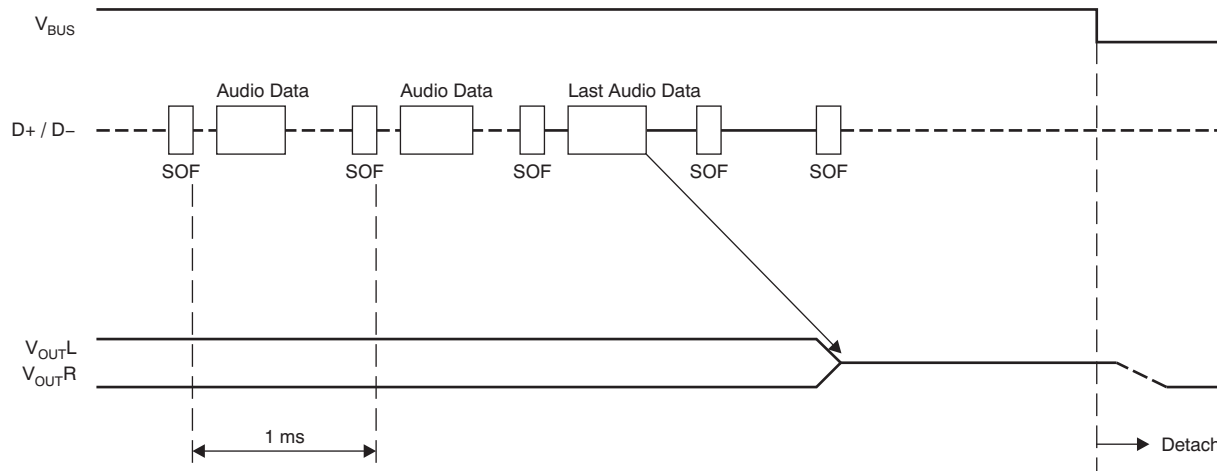 VBUS
Audio Data Audio Data Last Audio Data
D+ / D–
SOF SOF SOF SOF SOF
VOUTL
VOUTR
1 ms
Detach